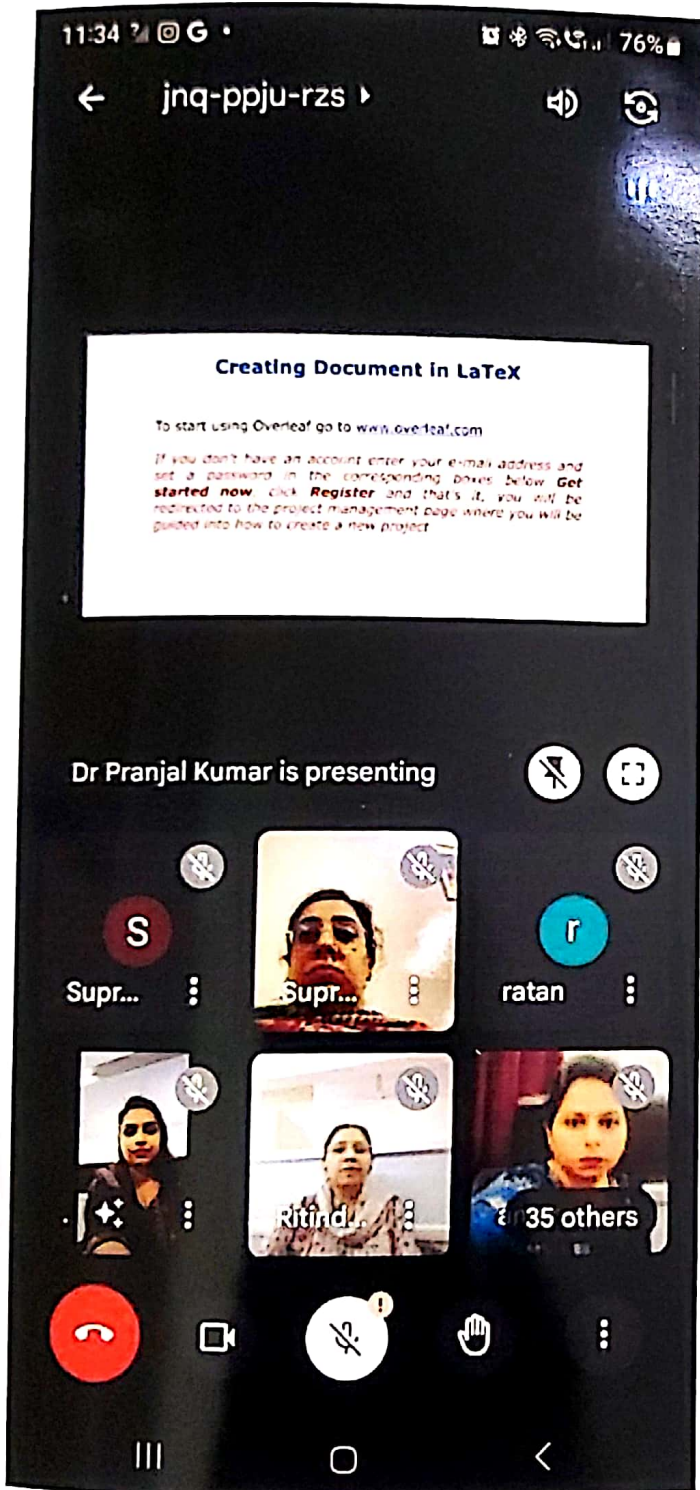 11:34 G 76%
jnq-ppju-rzs
Creating Document in LaTeX
To start using Overleaf go to www.overleaf.com
If you don't have an account enter your e-mail address and
set a password in the corresponding boxes below Get
started now, click Register and that's it, you will be
redirected to the project management page where you will be
guided into how to create a new project
Dr Pranjal Kumar is presenting
S
Supr...
Supr...
r
ratan
Ritind...
35 others